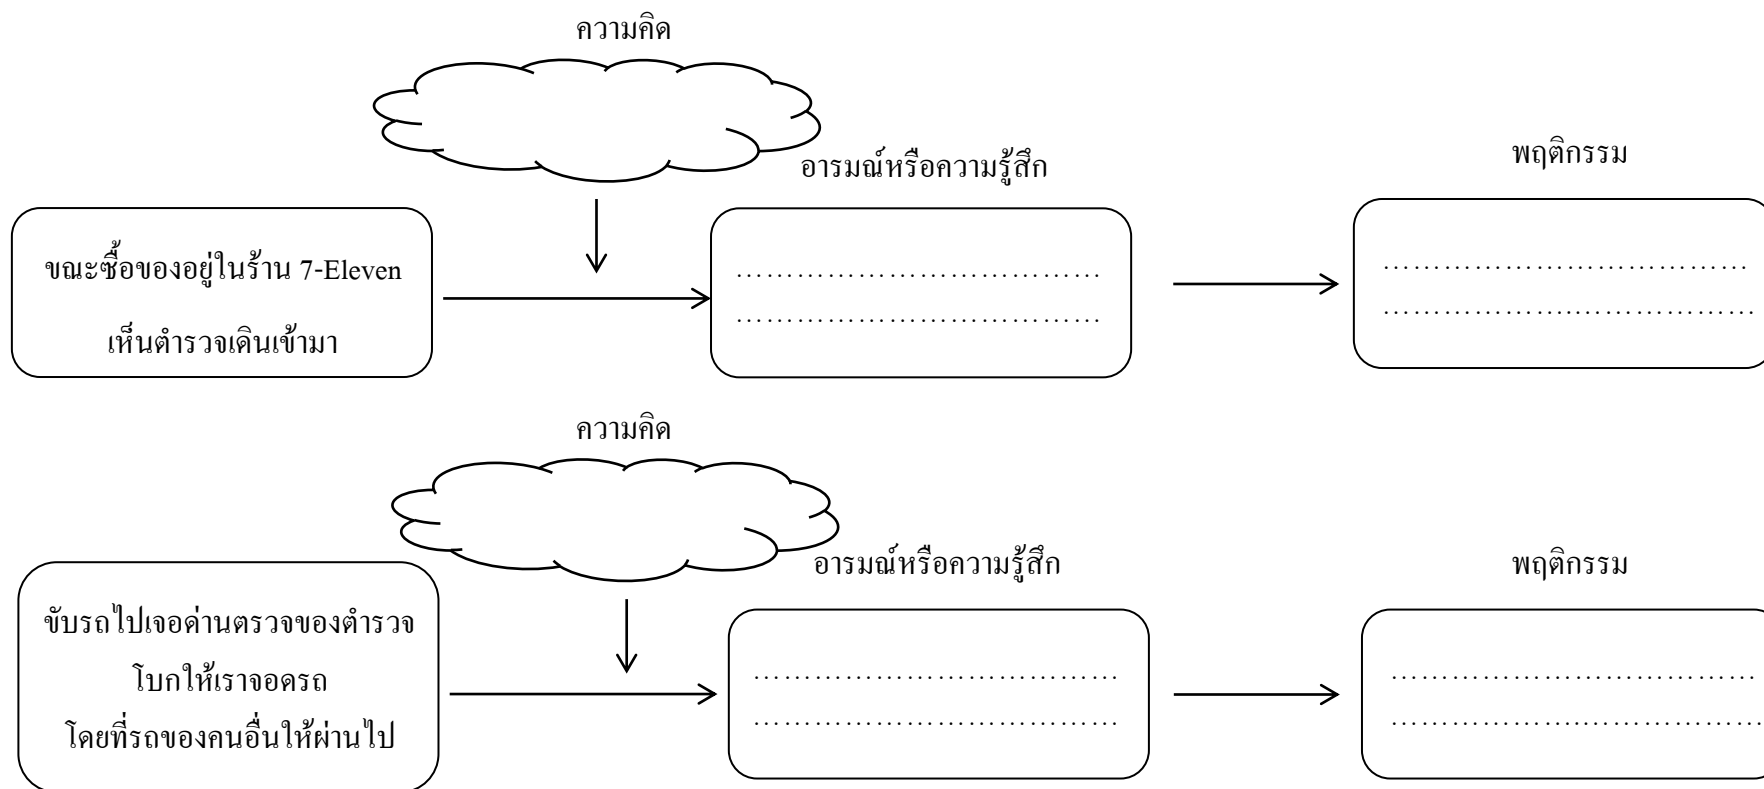 ความคิด
อารมณ์หรือความรู้สึก
พฤติกรรม
ขณะซื้อของอยู่ในร้าน 7-Eleven
เห็นตำรวจเดินเข้ามา
……………………………….
……………………………….
……………………………….
……………………………….
ความคิด
อารมณ์หรือความรู้สึก
พฤติกรรม
ขับรถไปเจอด่านตรวจของตำรวจ
โบกให้เราจอดรถ
โดยที่รถของคนอื่นให้ผ่านไป
……………………………….
……………………………….
……………………………….
……………………………….